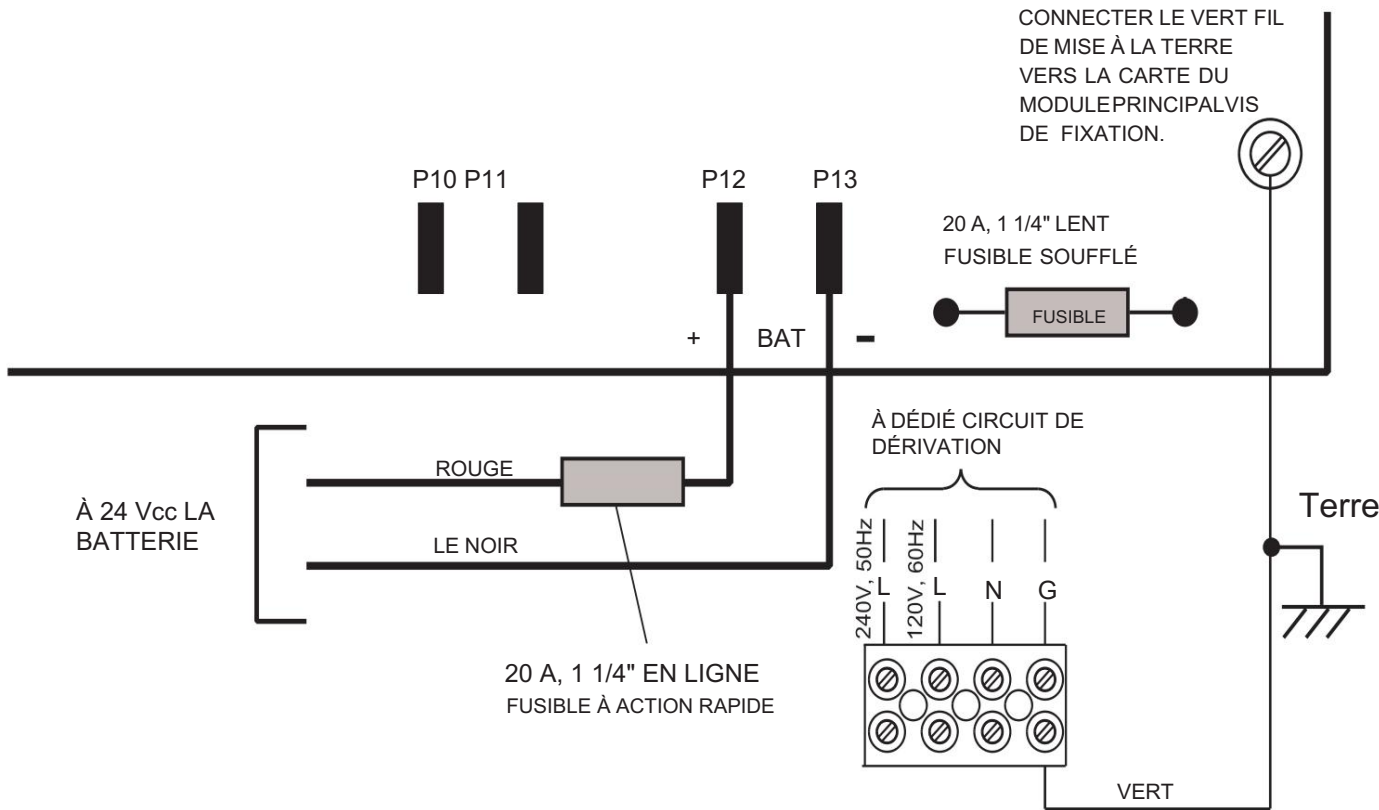 CONNECTER LE VERT FIL
DE MISE À LA TERRE
VERS LA CARTE DU
MODULEPRINCIPALVIS
DE FIXATION.
P10 P11
P12
P13
20 A, 1 1/4" LENT
FUSIBLE SOUFFLÉ
FUSIBLE
+
BAT
-
À DÉDIÉ CIRCUIT DE
DÉRIVATION
ROUGE
À 24 Vcc LA
BATTERIE
LE NOIR
Terre
240V, 50Hz
L
120V, 60Hz
L
N
G
20 A, 1 1/4" EN LIGNE
FUSIBLE À ACTION RAPIDE
VERT